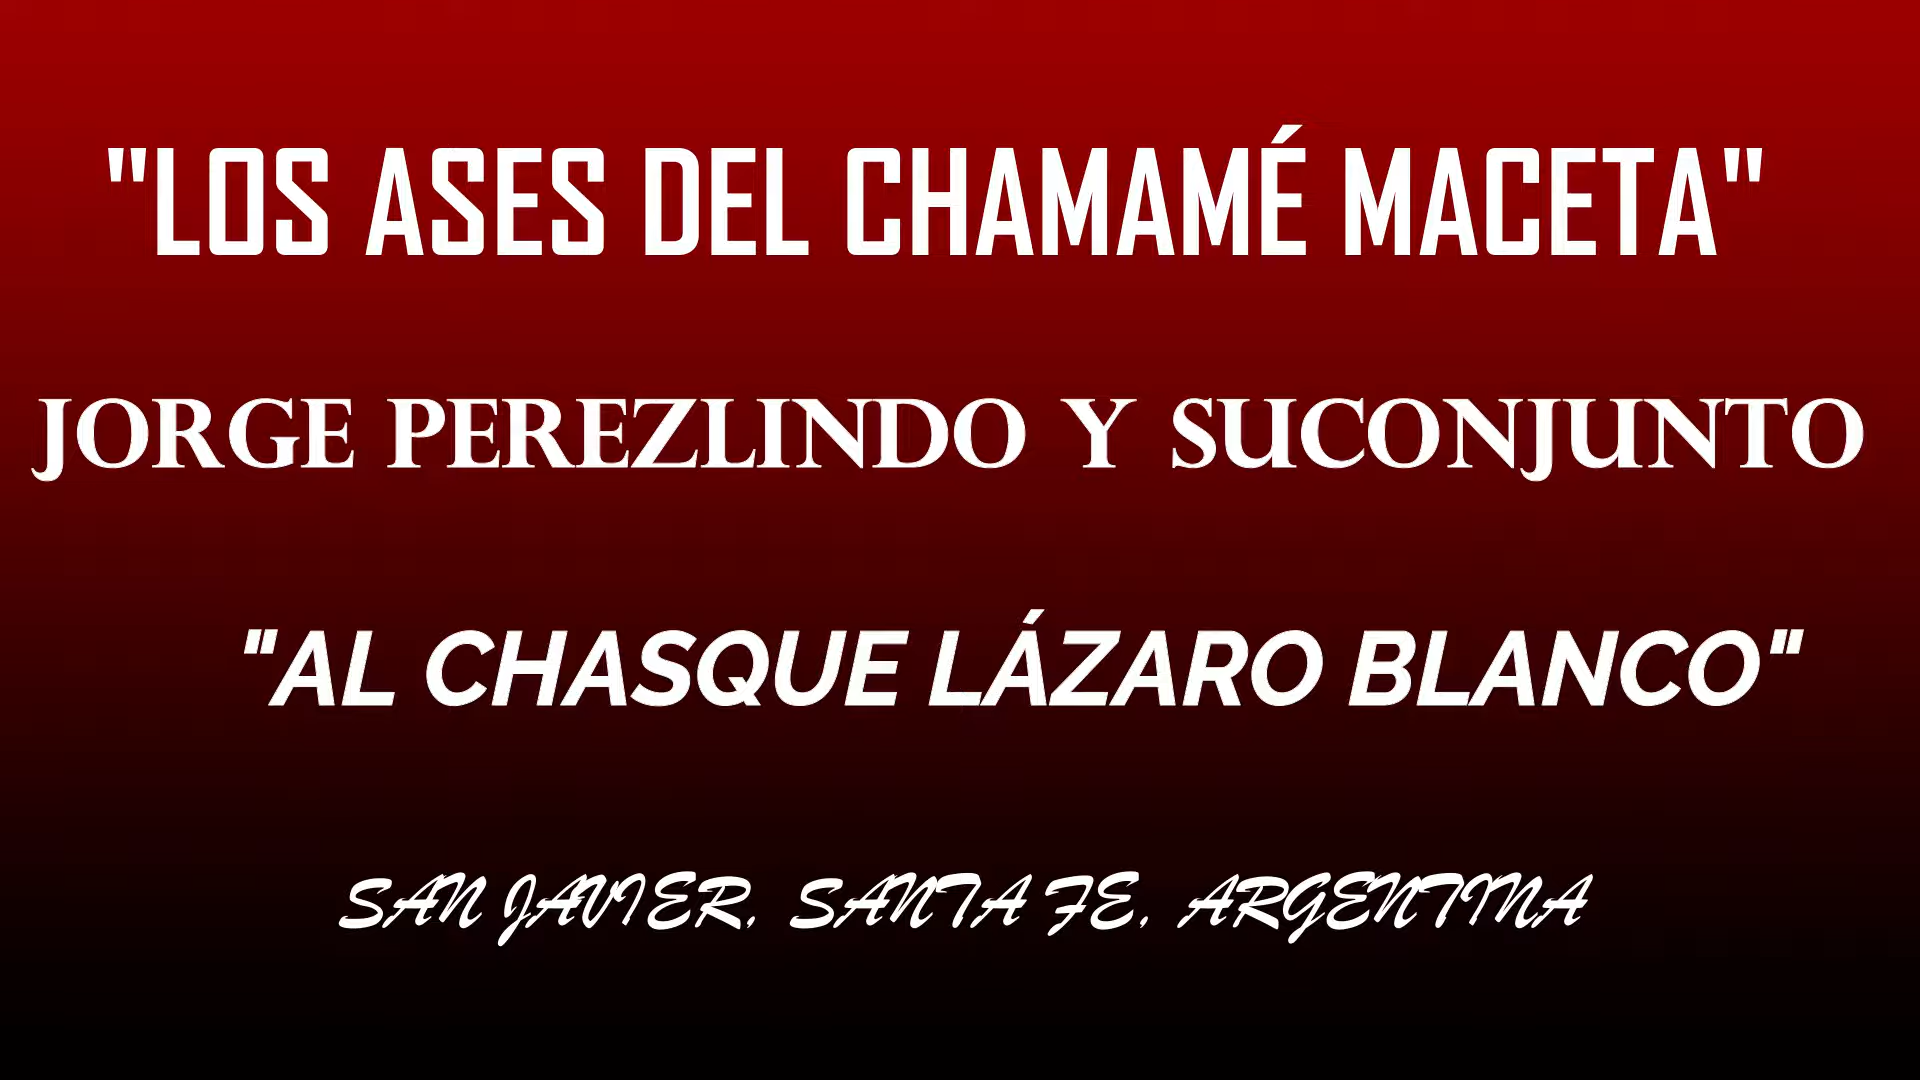 "LOS ASES DEL CHAMAMÉ MACETA"
JORGE PEREZLINDO Y SUCONJUNTO
"AL CHASQUE LÁZARO BLANCO"
SAN JAVIER, SANTA FE, ARGENTINA